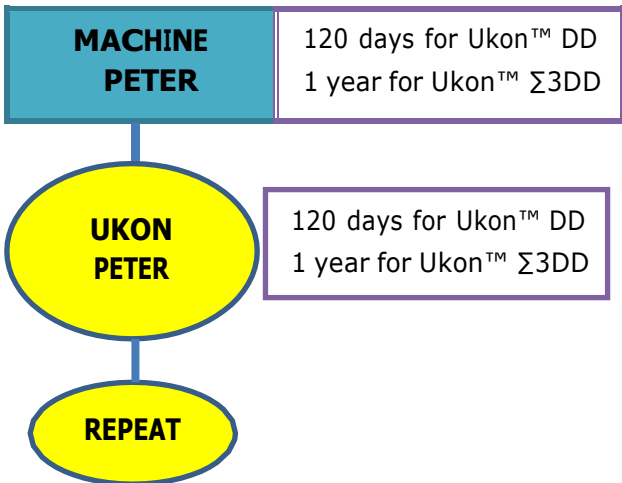 MACHINE
PETER
120 days for Ukon™ DD
1 year for Ukon™ ∑3DD
UKON
PETER
120 days for Ukon™ DD
1 year for Ukon™ ∑3DD
REPEAT